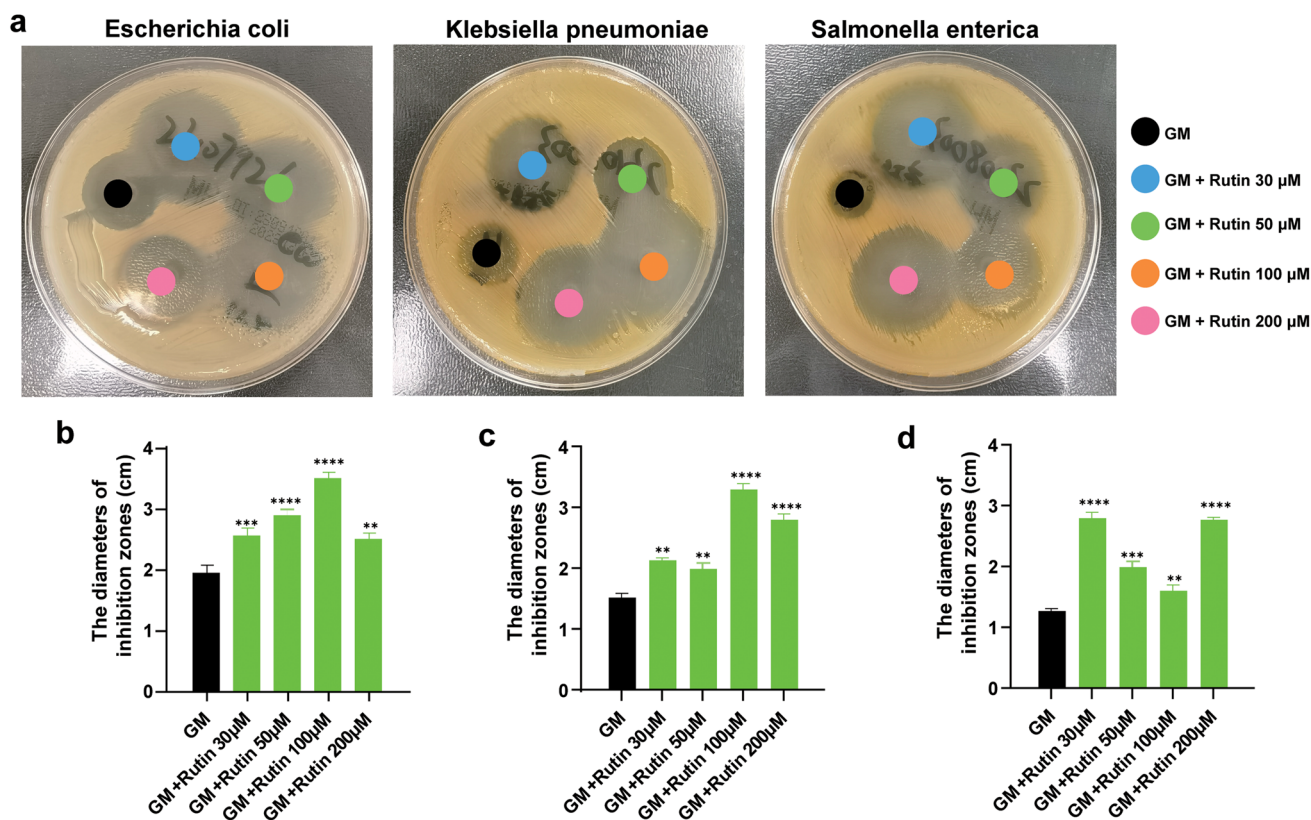 a
Escherichia coli
Klebsiella pneumoniae
Salmonella enterica
GM
GM + Rutin 30 μM
GM + Rutin 50 μM
GM + Rutin 100 μM
GM + Rutin 200 μM
b
The diameters of
inhibition zones (cm)
4
3
2
1
0
***
****
****
**
GM
GM +Rutin 30μM
GM +Rutin 50μM
GM +Rutin 100μM
GM +Rutin 200μM
c
The diameters of
inhibition zones (cm)
4
3
2
1
0
**
**
****
****
GM
GM +Rutin 30μM
GM +Rutin 50μM
GM +Rutin 100μM
GM +Rutin 200μM
d
The diameters of
inhibition zones (cm)
4
3
2
1
0
****
***
**
****
GM
GM +Rutin 30μM
GM +Rutin 50μM
GM +Rutin 100μM
GM +Rutin 200μM